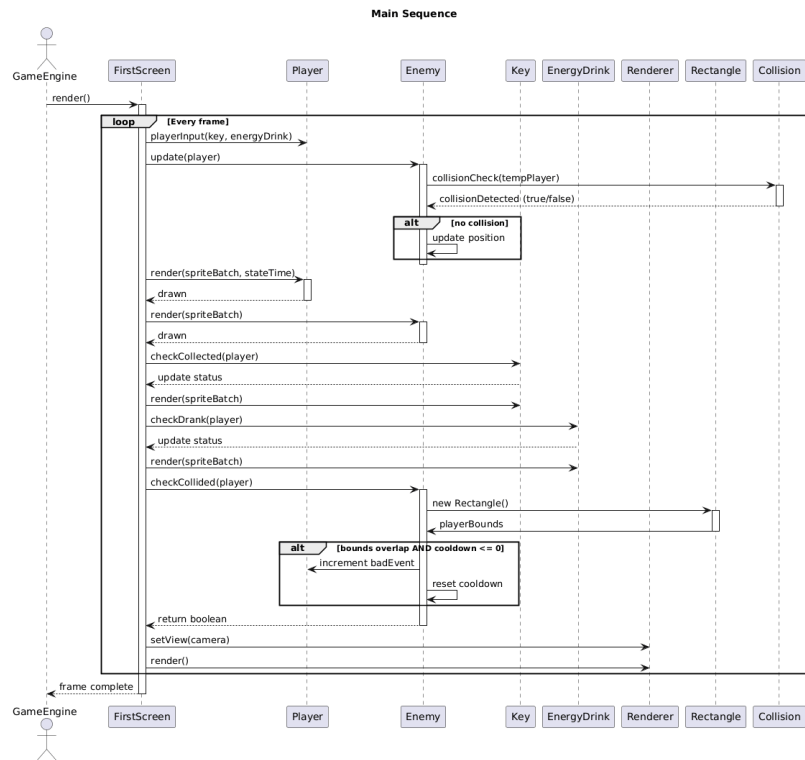 Main Sequence
GameEngine
FirstScreen
Player
Enemy
Key
EnergyDrink
Renderer
Rectangle
Collision
render()
loop [Every frame]
playerInput(key, energyDrink)
update(player)
collisionCheck(tempPlayer)
collisionDetected (true/false)
alt [no collision]
update position
render(spriteBatch, stateTime)
drawn
render(spriteBatch)
drawn
checkCollected(player)
update status
render(spriteBatch)
checkDrank(player)
update status
render(spriteBatch)
checkCollided(player)
new Rectangle()
playerBounds
alt [bounds overlap AND cooldown <= 0]
increment badEvent
reset cooldown
return boolean
setView(camera)
render()
frame complete
GameEngine
FirstScreen
Player
Enemy
Key
EnergyDrink
Renderer
Rectangle
Collision